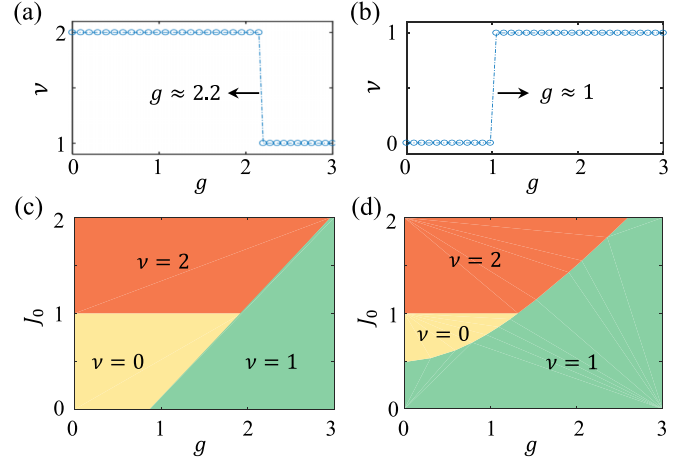 (a)
(b)
2
1
ν
g ≈ 2.2
0 1 2 3
g
1
0
g ≈ 1
0 1 2 3
g
(c)
(d)
2
1
0
J₀
ν = 2
ν = 0
ν = 1
0 1 2 3
g
2
1
0
J₀
ν = 2
ν = 0
ν = 1
0 1 2 3
g